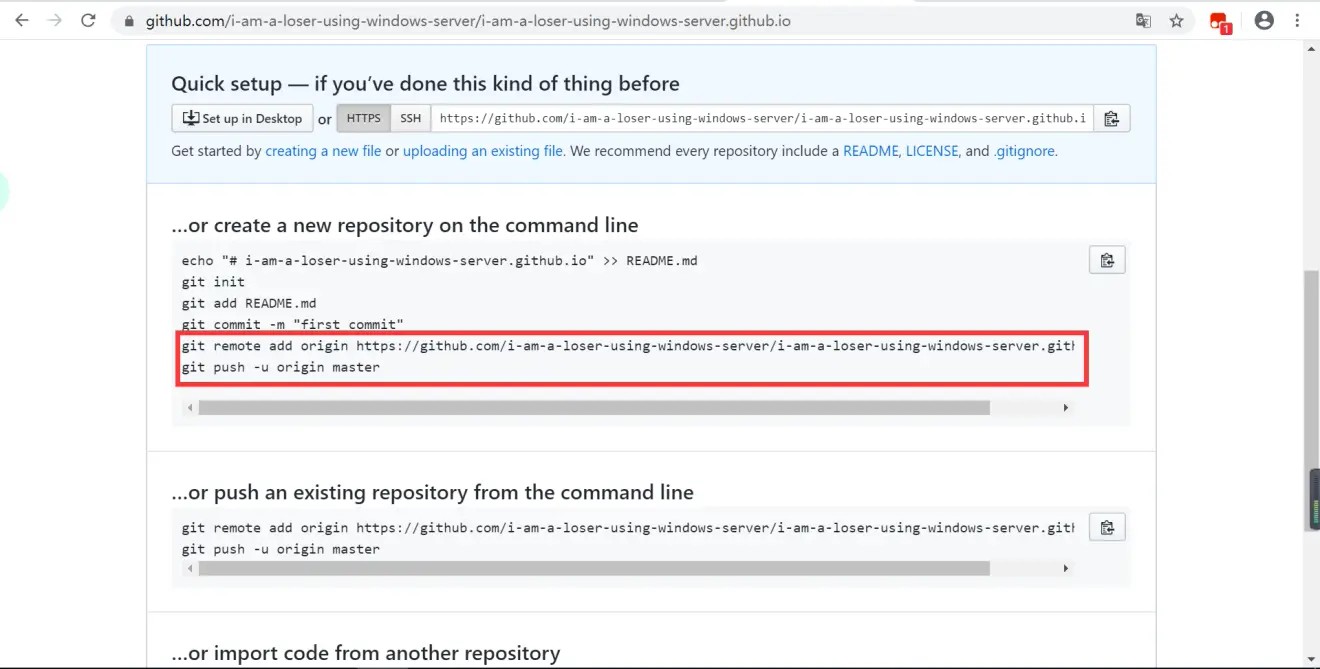 github.com/i-am-a-loser-using-windows-server/i-am-a-loser-using-windows-server.github.io
1
Quick setup — if you’ve done this kind of thing before
Set up in Desktop or HTTPS SSH https://github.com/i-am-a-loser-using-windows-server/i-am-a-loser-using-windows-server.github.i
Get started by creating a new file or uploading an existing file. We recommend every repository include a README, LICENSE, and .gitignore.
...or create a new repository on the command line
echo "# i-am-a-loser-using-windows-server.github.io" >> README.md
git init
git add README.md
git commit -m "first commit"
git remote add origin https://github.com/i-am-a-loser-using-windows-server/i-am-a-loser-using-windows-server.gith
git push -u origin master
...or push an existing repository from the command line
git remote add origin https://github.com/i-am-a-loser-using-windows-server/i-am-a-loser-using-windows-server.gith
git push -u origin master
...or import code from another repository